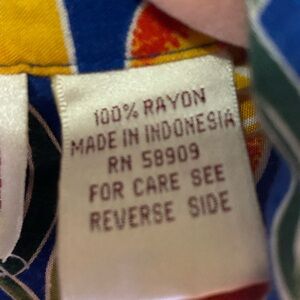 100% RAYON
MADE IN INDONESIA
RN 58909
FOR CARE SEE
REVERSE SIDE